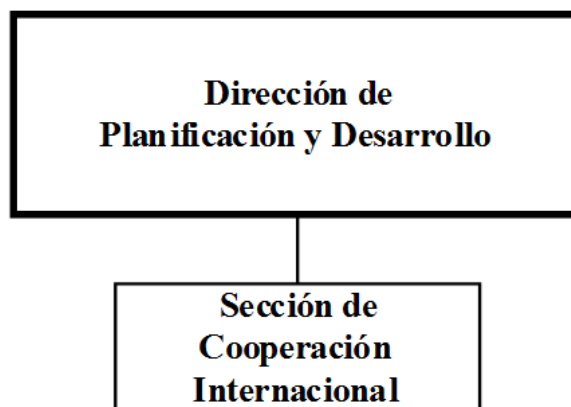 Dirección de
Planificación y Desarrollo
Sección de
Cooperación
Internacional